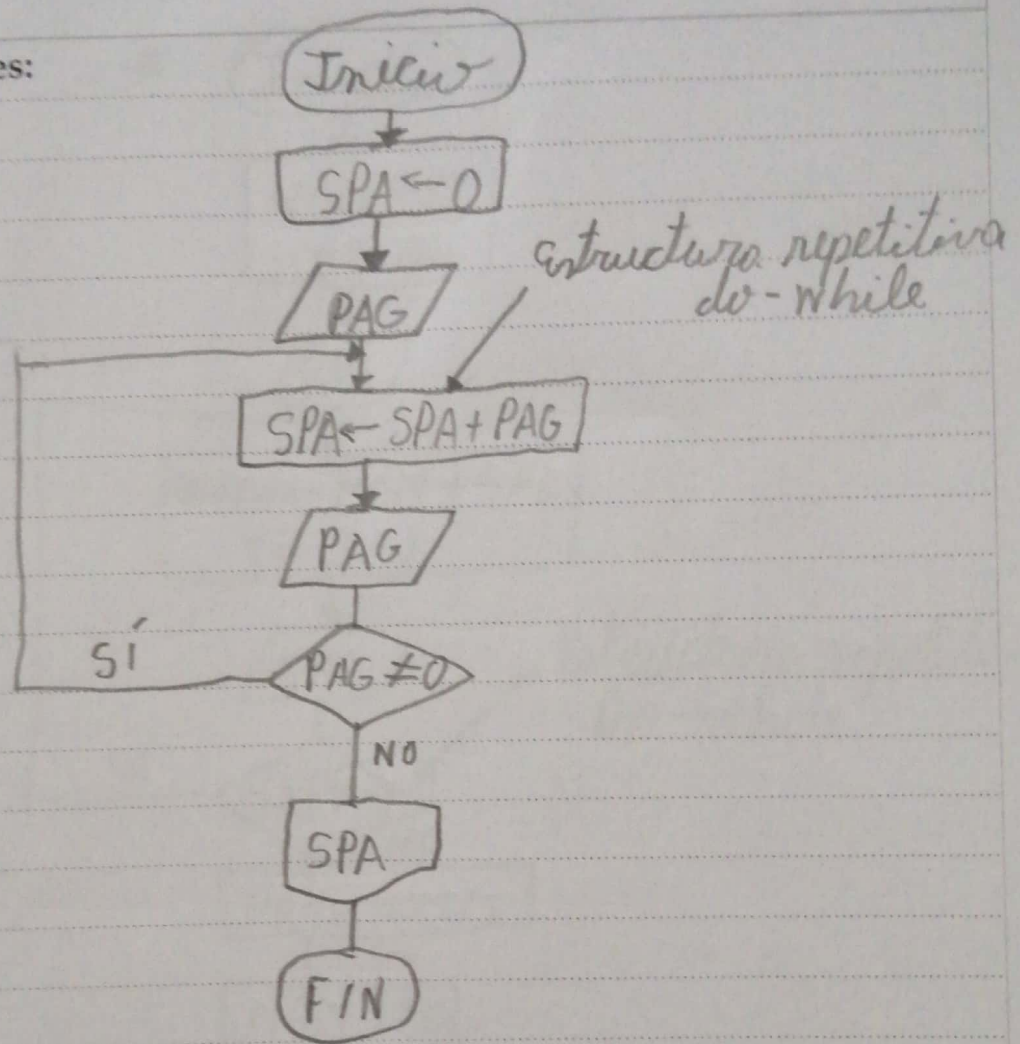 es:
Inicio
SPA ← 0
PAG
Estructura repetitiva
do-while
SPA ← SPA + PAG
PAG
SÍ
PAG ≠ 0
NO
SPA
FIN